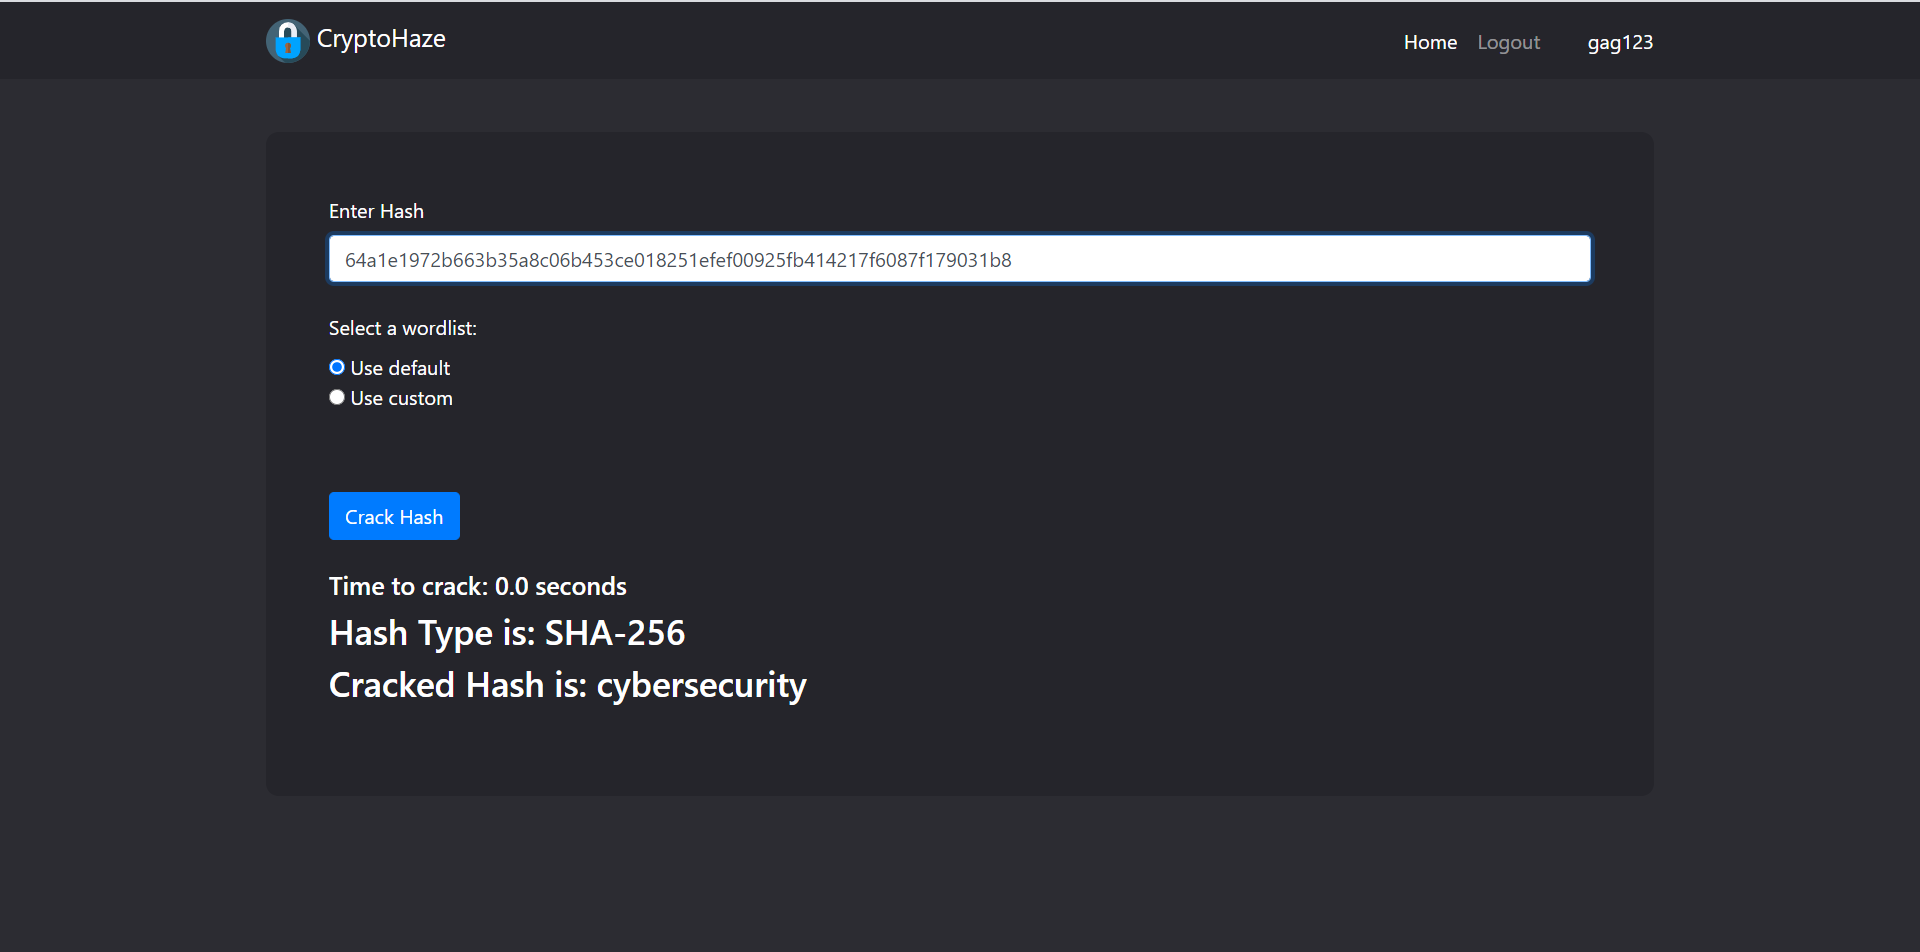 CryptoHaze
Home Logout gag123
Enter Hash
64a1e1972b663b35a8c06b453ce018251efef00925fb414217f6087f179031b8
Select a wordlist:
Use default
Use custom
Crack Hash
Time to crack: 0.0 seconds
Hash Type is: SHA-256
Cracked Hash is: cybersecurity